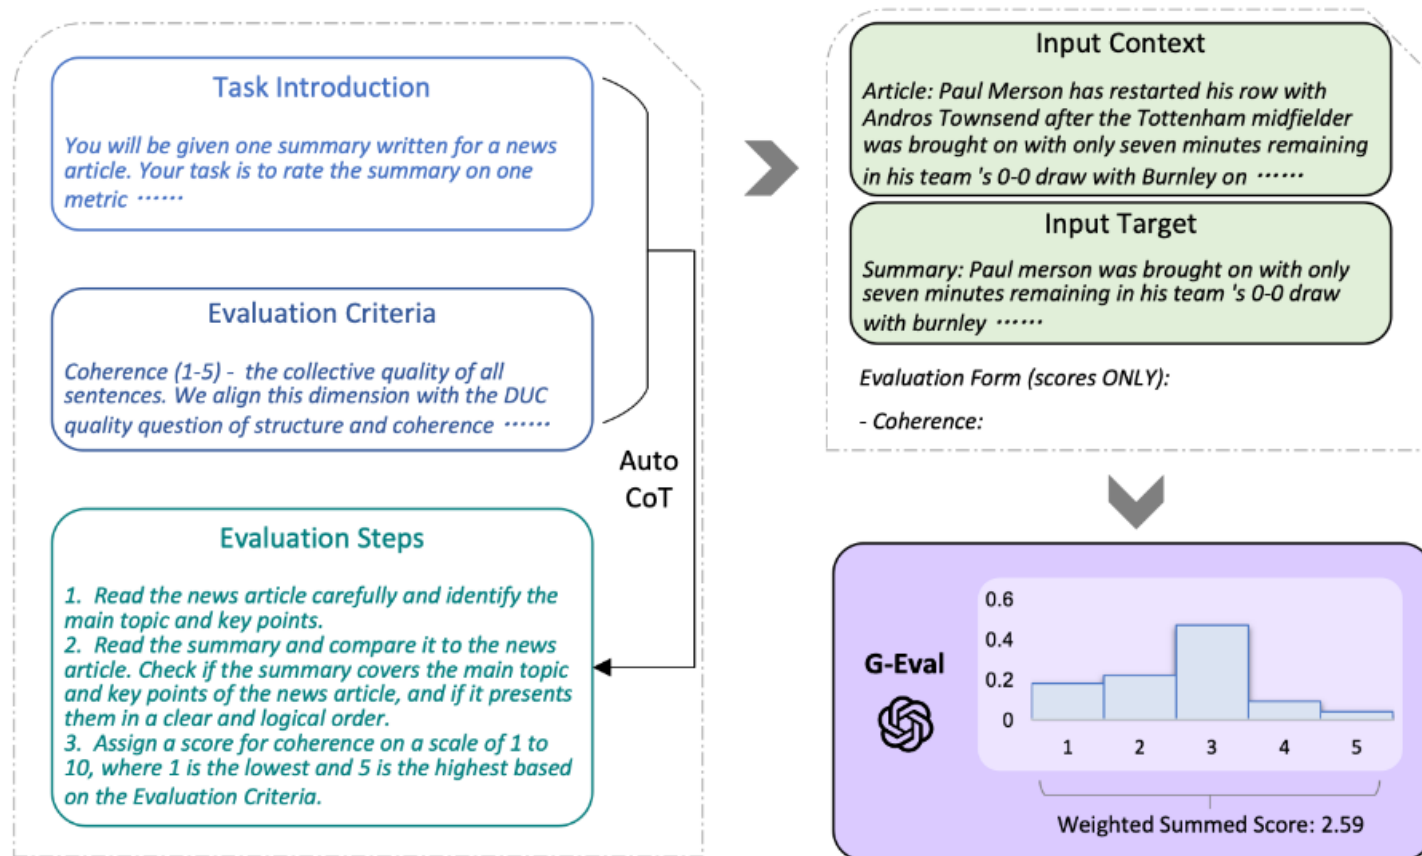 Task Introduction
You will be given one summary written for a news
article. Your task is to rate the summary on one
metric ······
Evaluation Criteria
Coherence (1-5) - the collective quality of all
sentences. We align this dimension with the DUC
quality question of structure and coherence ······
Auto
CoT
Evaluation Steps
1. Read the news article carefully and identify the
main topic and key points.
2. Read the summary and compare it to the news
article. Check if the summary covers the main topic
and key points of the news article, and if it presents
them in a clear and logical order.
3. Assign a score for coherence on a scale of 1 to
10, where 1 is the lowest and 5 is the highest based
on the Evaluation Criteria.
Input Context
Article: Paul Merson has restarted his row with
Andros Townsend after the Tottenham midfielder
was brought on with only seven minutes remaining
in his team 's 0-0 draw with Burnley on ······
Input Target
Summary: Paul merson was brought on with only
seven minutes remaining in his team 's 0-0 draw
with burnley ······
Evaluation Form (scores ONLY):
- Coherence:
G-Eval
0.6
0.4
0.2
0
1 2 3 4 5
Weighted Summed Score: 2.59